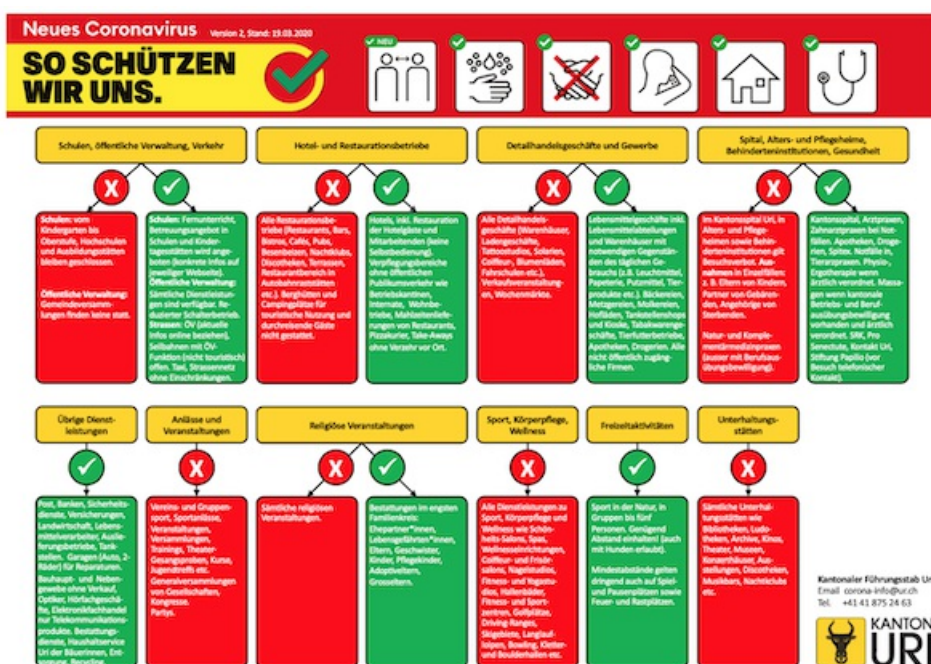 Neues Coronavirus Version 2, Stand: 19.03.2020
SO SCHÜTZEN
WIR UNS.
NEU
Schulen, öffentliche Verwaltung, Verkehr
X
Schulen: vom
Kindergarten bis
Oberstufe, Hochschulen
und Ausbildungsstätten
bleiben geschlossen.
Öffentliche Verwaltung:
Gemeindeversamm-
lungen finden keine statt.
Schulen: Fernunterricht,
Betreuungsangebot in
Schulen und Kinder-
tagesstätten wird ange-
boten (konkrete Infos auf
jeweiliger Webseite).
Öffentliche Verwaltung:
Sämtliche Dienstleistun-
gen sind verfügbar. Re-
duzierter Schalterbetrieb.
Strassen: ÖV (aktuelle
Infos online beziehen),
Seilbahnen mit ÖV-
Funktion (nicht touristisch)
offen. Taxi, Strassennetz
ohne Einschränkungen.
Hotel- und Restaurationsbetriebe
X
Alle Restaurationsbe-
triebe (Restaurants, Bars,
Bistros, Cafés, Pubs,
Besenbeizen, Nachtklubs,
Discotheken, Terrassen,
Restaurantbereich in
Autobahnraststätten
etc.). Berghütten und
Campingplätze für
touristische Nutzung und
durchreisende Gäste
nicht gestattet.
Hotels, inkl. Restauration
der Hotelgäste und
Mitarbeitenden (keine
Selbstbedienung).
Verpflegungsbereiche
ohne öffentlichen
Publikumsverkehr wie
Betriebskantinen,
Internate, Wohnbe-
triebe, Mahlzeitenliefe-
rungen von Restaurants,
Pizzakurier, Take-Aways
ohne Verzehr vor Ort.
Detailhandelsgeschäfte und Gewerbe
X
Alle Detailhandels-
geschäfte (Warenhäuser,
Ladengeschäfte,
Tattoostudios, Solarien,
Coiffeur-, Blumenläden,
Fahrschulen etc.),
Verkaufsveranstaltun-
gen, Wochenmärkte.
Lebensmittelgeschäfte inkl.
Lebensmittelabteilungen
und Warenhäuser mit
notwendigen Gegenstän-
den des täglichen Ge-
brauchs (z.B. Leuchtmittel,
Papeterie, Putzmittel, Tier-
produkte etc.). Bäckereien,
Metzgereien, Molkereien,
Hofläden, Tankstellenshops
und Kioske, Tabakwarenge-
schäfte, Tierfutterbetriebe,
Apotheken, Drogerien. Alle
nicht öffentlich zugäng-
liche Firmen.
Spital, Alters- und Pflegeheime,
Behinderteninstitutionen, Gesundheit
X
Im Kantonsspital Uri, in
Alters- und Pflege-
heimen sowie Behin-
derteninstitutionen gilt
Besuchsverbot. Aus-
nahmen in Einzelfällen:
z. B. Eltern von Kindern,
Partner von Gebären-
den, Angehörige von
Sterbenden.
Natur- und Komple-
mentärmedizinpraxen
(ausser mit Berufsaus-
übungsbewilligung).
Kantonsspital, Arztpraxen,
Zahnarztpraxen bei Not-
fällen. Apotheken, Droge-
rien, Spitex. Notfälle in
Tierarztpraxen. Physio-,
Ergotherapie wenn
ärztlich verordnet. Massa-
gen wenn kantonale
Betriebs- und Beruf-
ausübungsbewilligung
vorhanden und ärztlich
verordnet. SRK, Pro
Senectute, Kontakt Uri,
Stiftung Papilio (vor
Besuch telefonischer
Kontakt).
Übrige Dienst-
leistungen
Post, Banken, Sicherheits-
dienste, Versicherungen,
Landwirtschaft, Lebens-
mittelverarbeiter, Auslie-
ferungsbetriebe, Tank-
stellen. Garagen (Auto, 2-
Räder) für Reparaturen.
Bauhaupt- und Neben-
gewerbe ohne Verkauf,
Optiker, Hörfachgeschä-
fte, Elektronikfachhandel
nur Telekommunikations-
produkte. Bestattungs-
dienste, Haushaltservice
Uri der Bäuerinnen, Ent-
sorgung, Recycling.
Anlässe und
Veranstaltungen
X
Vereins- und Gruppen-
sport, Sportanlässe,
Veranstaltungen,
Versammlungen,
Trainings, Theater-
Gesangsproben, Kurse,
Jugendtreffs etc.
Generalversammlungen
von Gesellschaften,
Kongresse.
Partys.
Religiöse Veranstaltungen
X
Sämtliche religiösen
Veranstaltungen.
Bestattungen im engsten
Familienkreis:
Ehepartner*innen,
Lebensgefährten*innen,
Eltern, Geschwister,
Kinder, Pflegekinder,
Adoptiveltern,
Grosseltern.
Sport, Körperpflege,
Wellness
X
Alle Dienstleistungen zu
Sport, Körperpflege und
Wellness wie Schön-
heits-Salons, Spas,
Wellnesseinrichtungen,
Coiffeur- und Frisör-
salons, Nagelstudios,
Fitness- und Yogastu-
dios, Hallenbäder,
Fitness- und Sport-
zentren, Golfplätze,
Driving-Ranges,
Skigebiete, Langlauf-
loipen, Bowling, Kletter-
und Boulderhallen etc.
Freizeitaktivitäten
Sport in der Natur, in
Gruppen bis fünf
Personen. Genügend
Abstand einhalten! (auch
mit Hunden erlaubt).
Mindestabstände gelten
dringend auch auf Spiel-
und Pausenplätzen sowie
Feuer- und Rastplätzen.
Unterhaltungs-
stätten
X
Sämtliche Unterhal-
tungsstätten wie
Bibliotheken, Ludo-
theken, Archive, Kinos,
Theater, Museen,
Konzerthäuser, Aus-
stellungen, Discotheken,
Musikbars, Nachtclubs
etc.
Kantonaler Führungsstab Uri
Email corona-info@ur.ch
Tel. +41 41 875 24 63
KANTON
URI